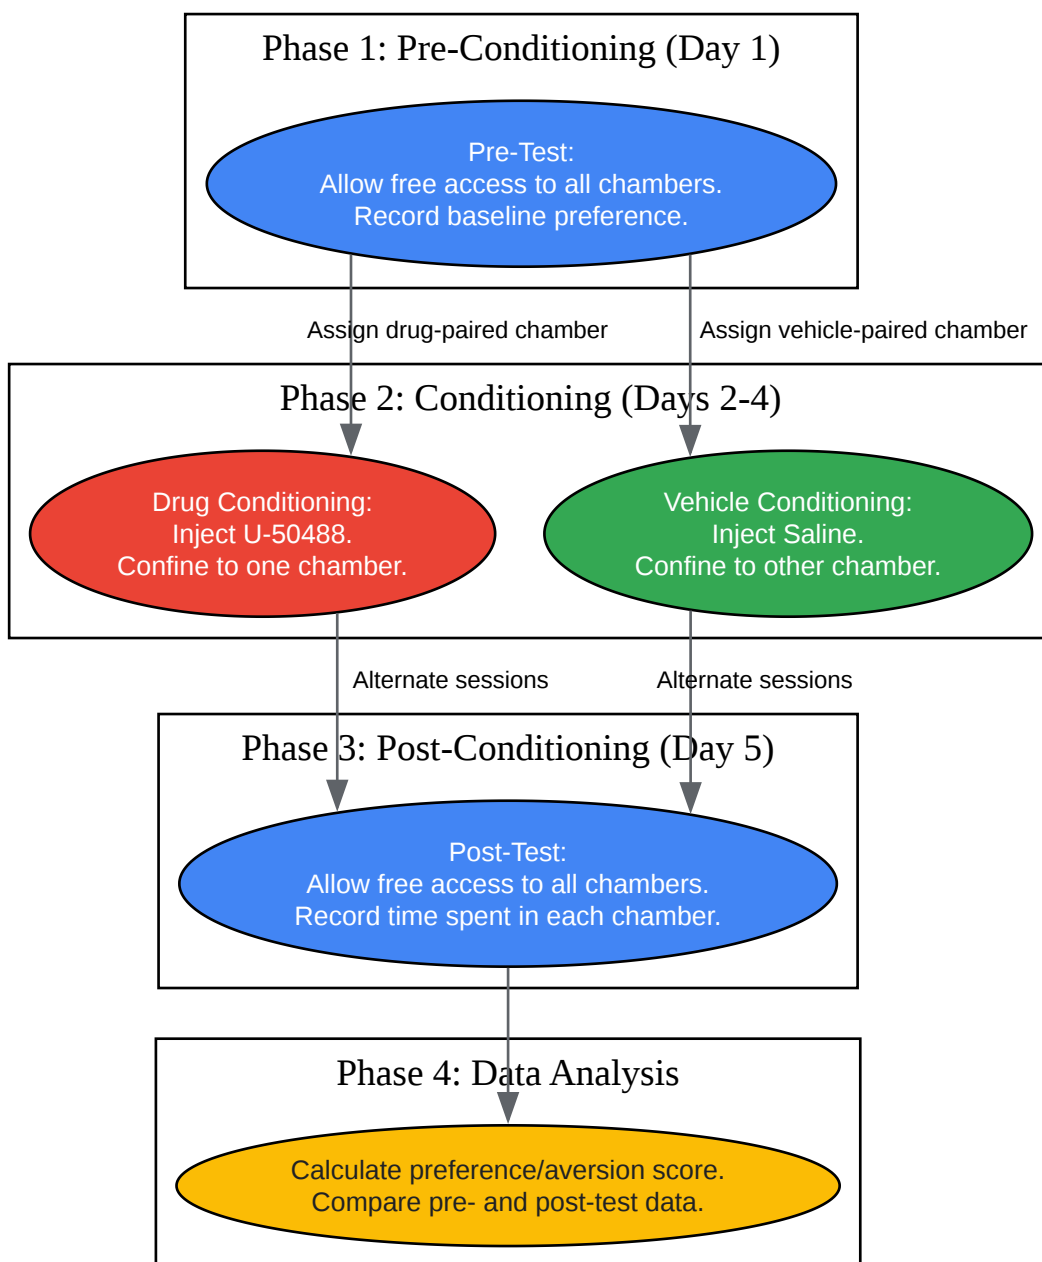 Phase 1: Pre-Conditioning (Day 1)
Pre-Test:
Allow free access to all chambers.
Record baseline preference.
Assign drug-paired chamber
Assign vehicle-paired chamber
Phase 2: Conditioning (Days 2-4)
Drug Conditioning:
Inject U-50488.
Confine to one chamber.
Vehicle Conditioning:
Inject Saline.
Confine to other chamber.
Alternate sessions
Alternate sessions
Phase 3: Post-Conditioning (Day 5)
Post-Test:
Allow free access to all chambers.
Record time spent in each chamber.
Phase 4: Data Analysis
Calculate preference/aversion score.
Compare pre- and post-test data.